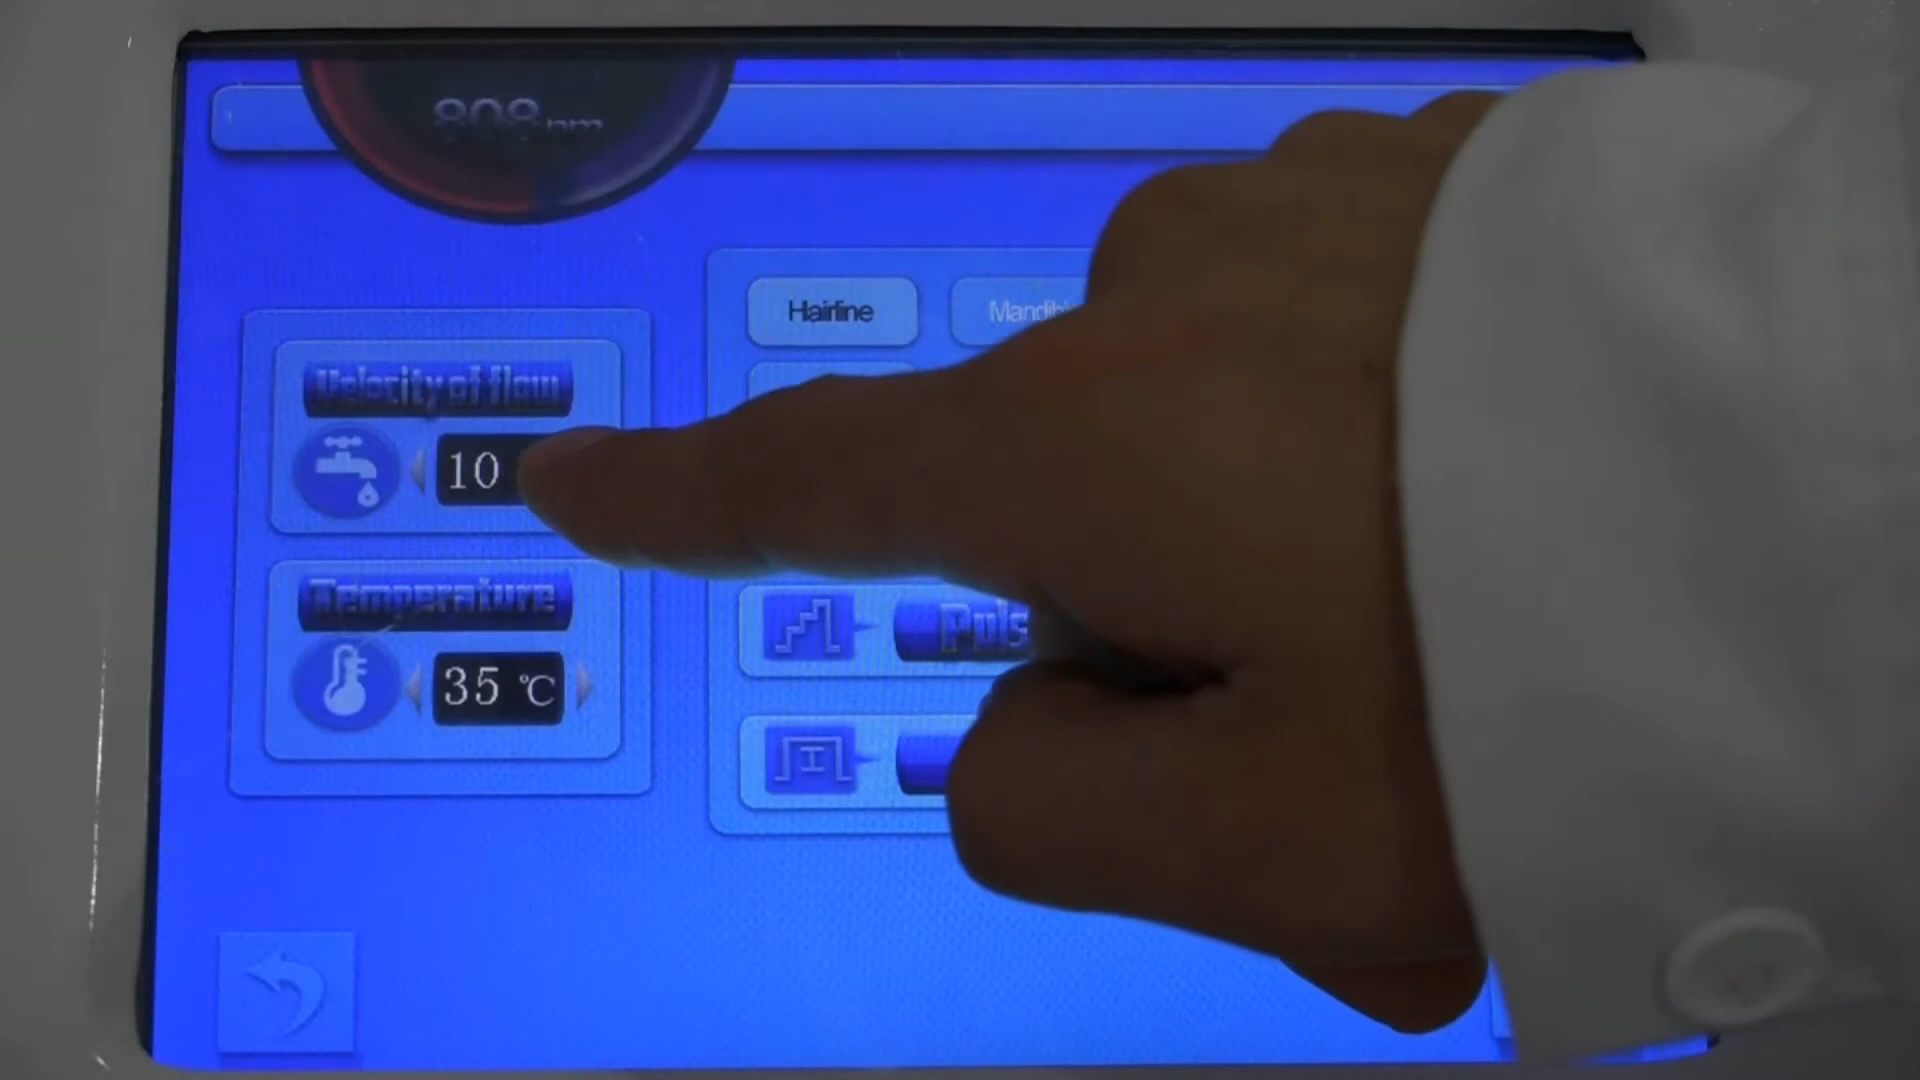 808nm
Hairline
Velocity of flow
10
Temperature
35 ℃